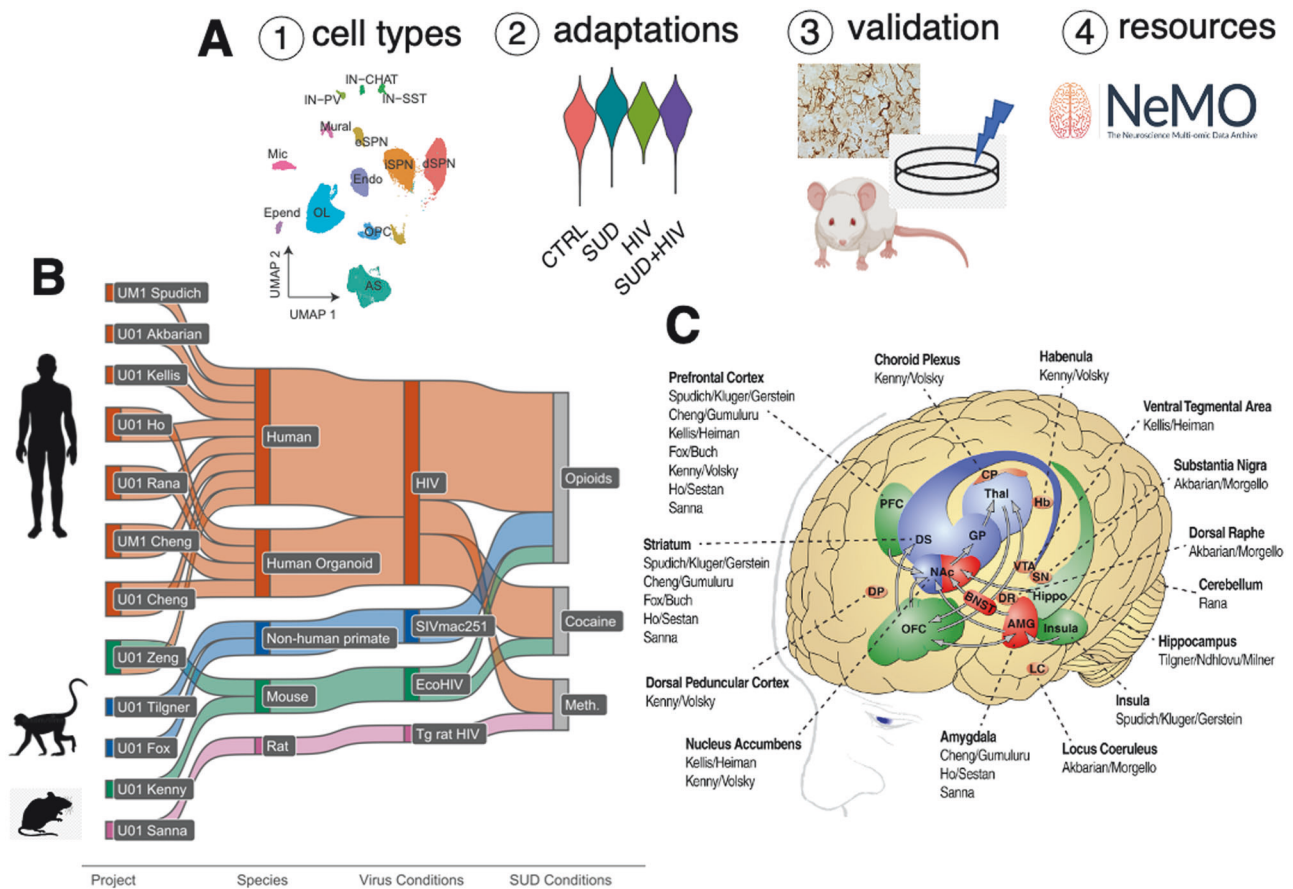 A
1 cell types
2 adaptations
3 validation
4 resources
IN-CHAT
IN-PV
IN-SST
Mural
eSPN
Mic
iSPN
dSPN
Endo
Epend
OL
OPC
AS
UMAP 2
UMAP 1
CTRL
SUD
HIV
SUD+HIV
NeMO
The Neuroscience Multi-omic Data Archive
B
UM1 Spudich
U01 Akbarian
U01 Kellis
U01 Ho
U01 Rana
UM1 Cheng
U01 Cheng
U01 Zeng
U01 Tilgner
U01 Fox
U01 Kenny
U01 Sanna
Human
Human Organoid
Non-human primate
Mouse
Rat
HIV
SIVmac251
EcoHIV
Tg rat HIV
Opioids
Cocaine
Meth.
Project
Species
Virus Conditions
SUD Conditions
C
Prefrontal Cortex
Spudich/Kluger/Gerstein
Cheng/Gumuluru
Kellis/Heiman
Fox/Buch
Kenny/Volsky
Ho/Sestan
Sanna
Striatum
Spudich/Kluger/Gerstein
Cheng/Gumuluru
Fox/Buch
Ho/Sestan
Sanna
Dorsal Peduncular Cortex
Kenny/Volsky
Nucleus Accumbens
Kellis/Heiman
Kenny/Volsky
Choroid Plexus
Kenny/Volsky
Habenula
Kenny/Volsky
Ventral Tegmental Area
Kellis/Heiman
Substantia Nigra
Akbarian/Morgello
Dorsal Raphe
Akbarian/Morgello
Cerebellum
Rana
Hippocampus
Tilgner/Ndhlovu/Milner
Insula
Spudich/Kluger/Gerstein
Locus Coeruleus
Akbarian/Morgello
Amygdala
Cheng/Gumuluru
Ho/Sestan
Sanna
PFC
CP
Thal
Hb
DS
GP
NAc
VTA
SN
DP
BNST
DR
Hippo
OFC
AMG
Insula
LC